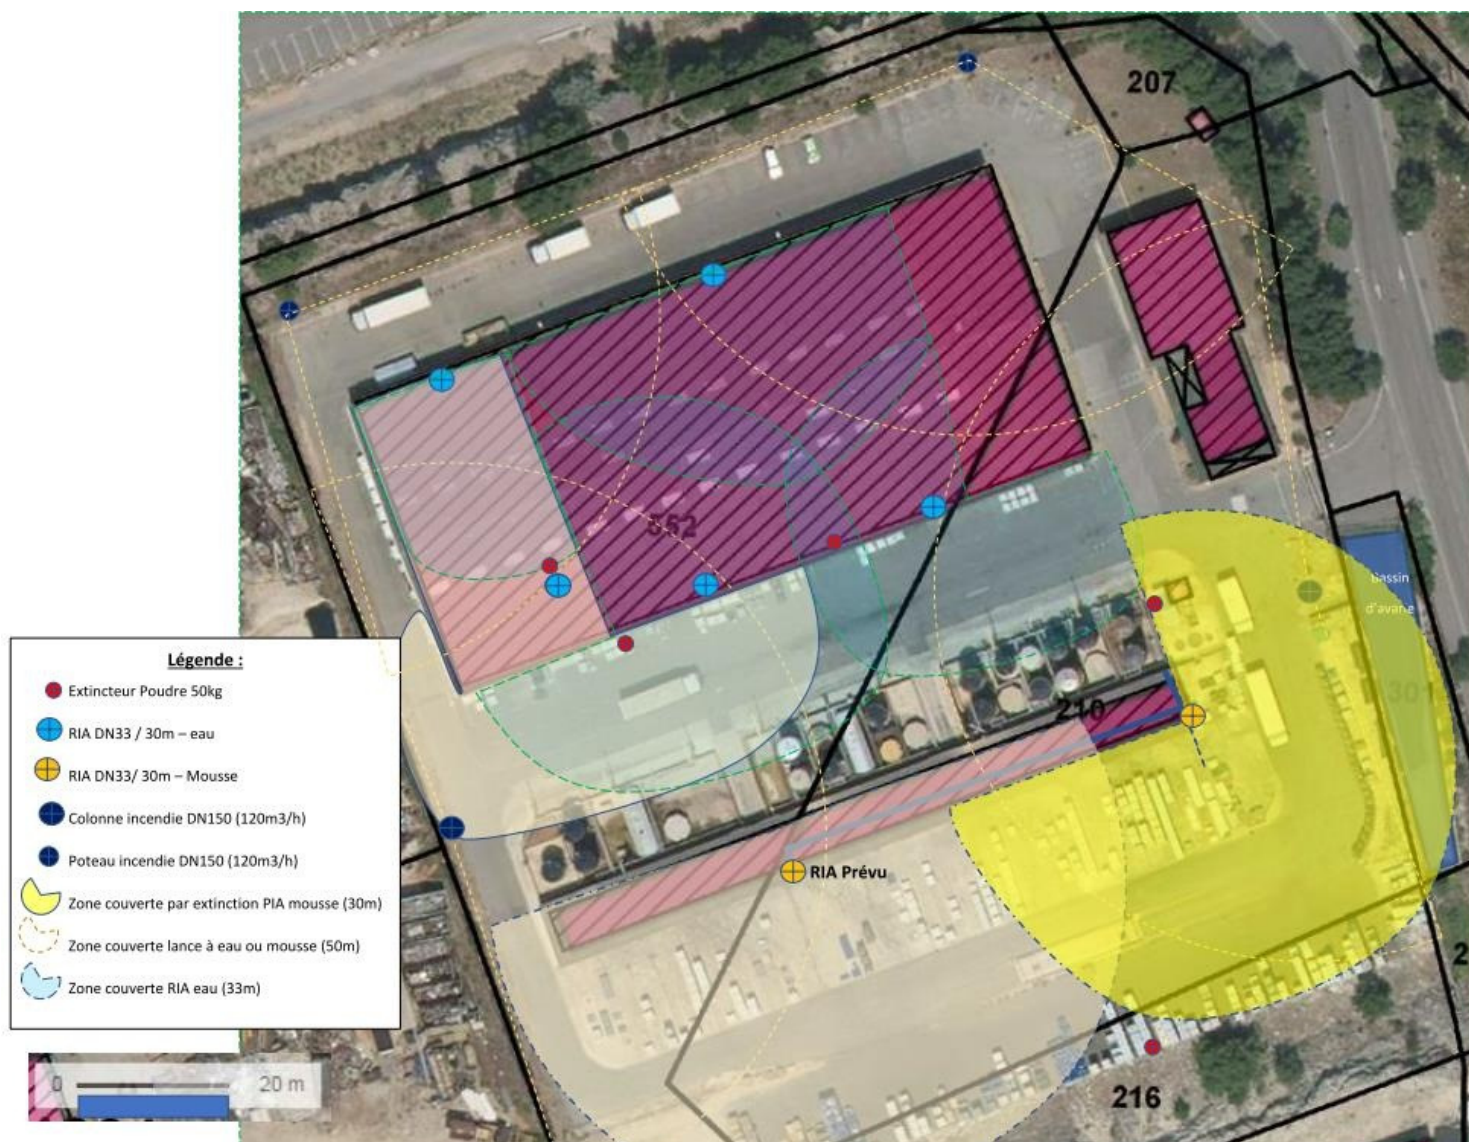 207
652
Bassin
d'avarie
301
210
RIA Prévu
Légende :
Extincteur Poudre 50kg
RIA DN33 / 30m – eau
RIA DN33/ 30m – Mousse
Colonne incendie DN150 (120m3/h)
Poteau incendie DN150 (120m3/h)
Zone couverte par extinction PIA mousse (30m)
Zone couverte lance à eau ou mousse (50m)
Zone couverte RIA eau (33m)
2
0 20 m
216